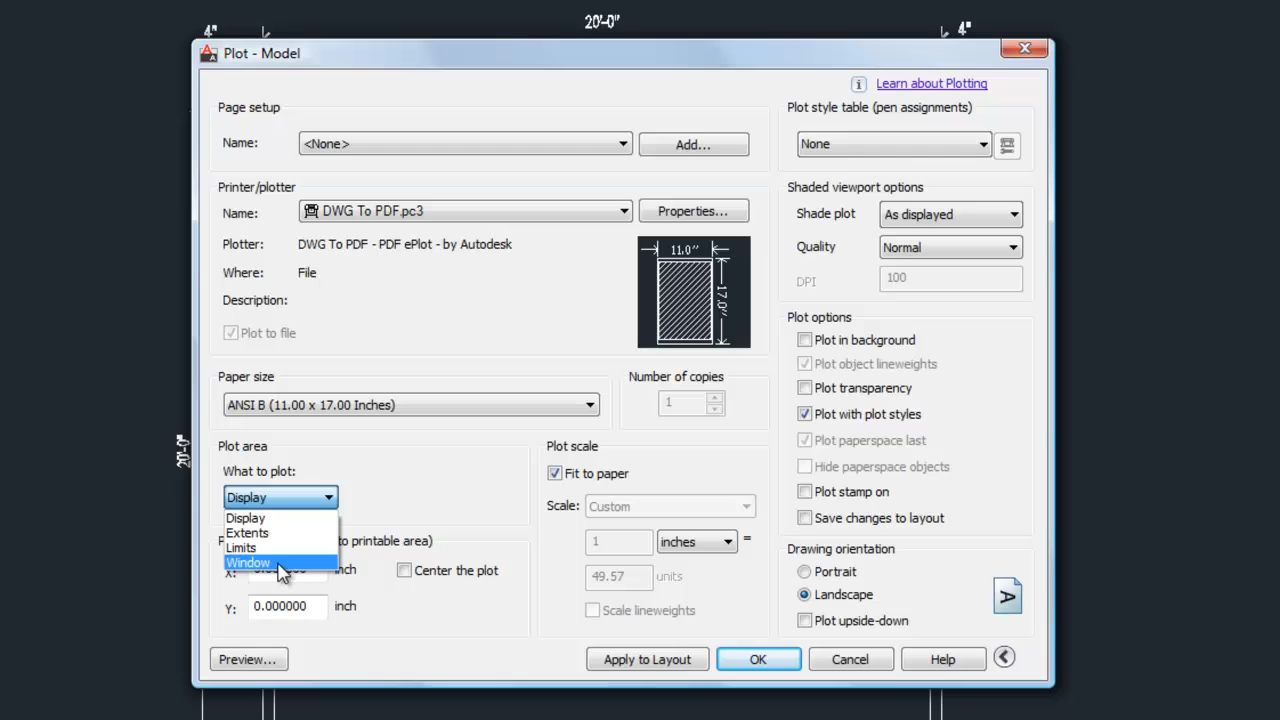 20'-0"
4"
4"
Plot - Model
Learn about Plotting
Page setup
Name:
<None>
Add...
Plot style table (pen assignments)
None
Printer/plotter
Name:
DWG To PDF.pc3
Properties...
Plotter:
DWG To PDF - PDF ePlot - by Autodesk
Where:
File
Description:
Plot to file
11.0''
17.0''
Shaded viewport options
Shade plot
As displayed
Quality
Normal
DPI
100
Paper size
ANSI B (11.00 x 17.00 Inches)
Number of copies
1
Plot options
Plot in background
Plot object lineweights
Plot transparency
Plot with plot styles
Plot paperspace last
Hide paperspace objects
Plot stamp on
Save changes to layout
20'-0"
Plot area
What to plot:
Display
Display
Extents
Limits
Window
to printable area)
X:
inch
Center the plot
Y:
0.000000
inch
Plot scale
Fit to paper
Scale:
Custom
1
inches
=
49.57
units
Scale lineweights
Drawing orientation
Portrait
Landscape
Plot upside-down
A
Preview...
Apply to Layout
OK
Cancel
Help